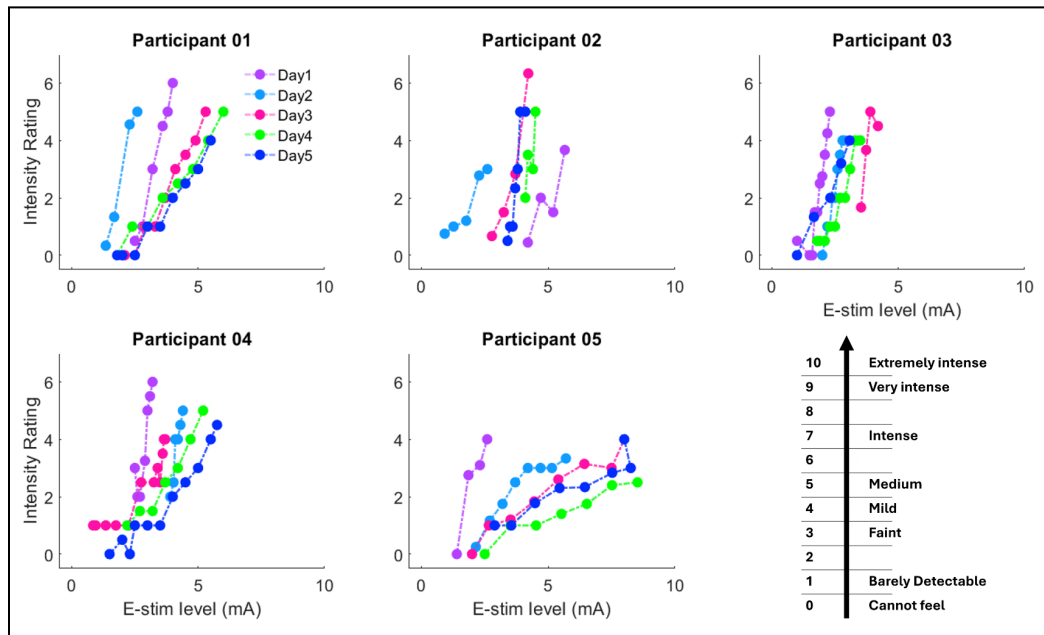 Participant 01
Participant 02
Participant 03
Intensity Rating
6
4
2
0
0
5
10
Day1
Day2
Day3
Day4
Day5
6
4
2
0
0
5
10
E-stim level (mA)
6
4
2
0
0
5
10
E-stim level (mA)
Participant 04
Participant 05
Intensity Rating
6
4
2
0
0
5
10
E-stim level (mA)
6
4
2
0
0
5
10
E-stim level (mA)
10 Extremely intense
9 Very intense
8
7 Intense
6
5 Medium
4 Mild
3 Faint
2
1 Barely Detectable
0 Cannot feel